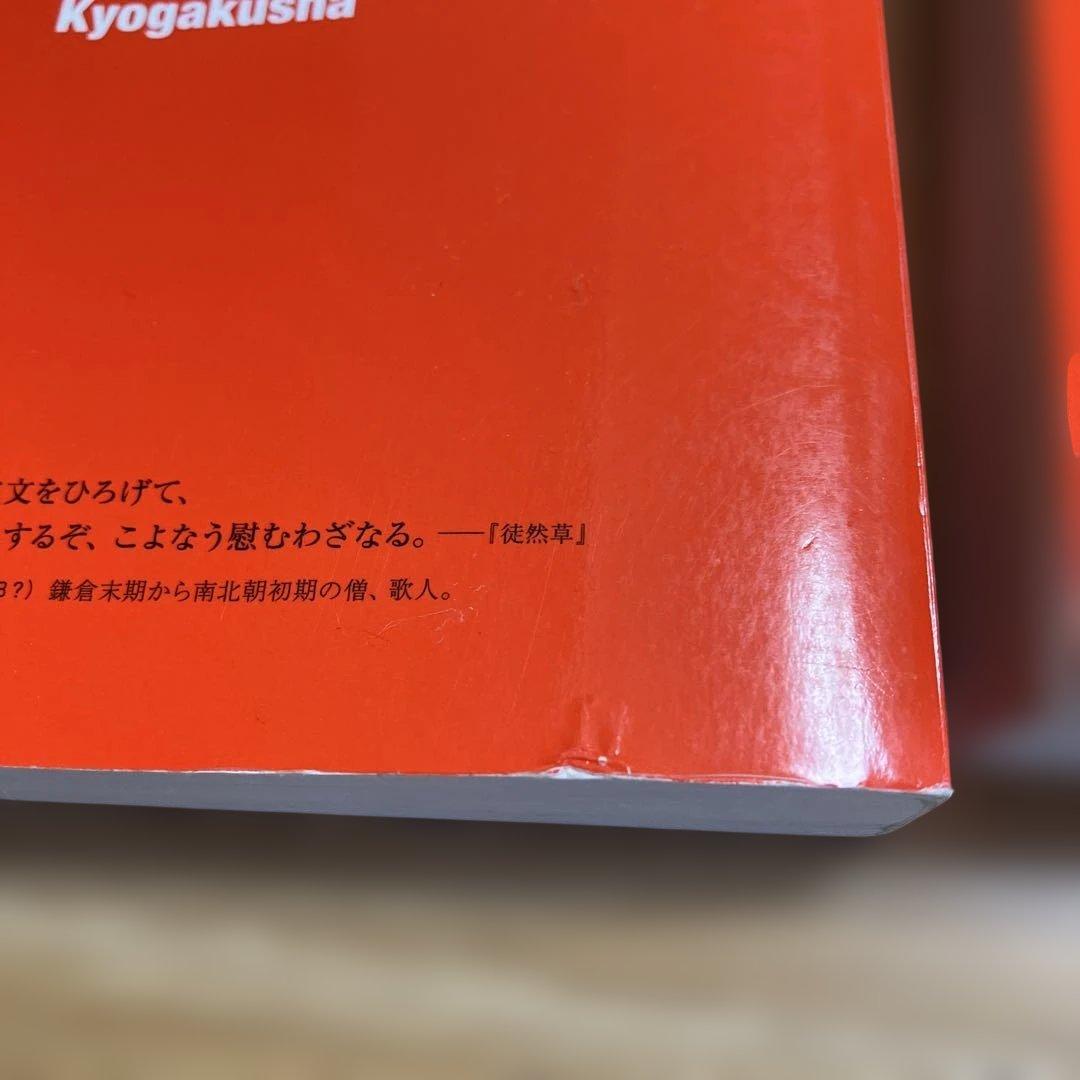 Kyogakusha
文をひろげて、
するぞ、こよなう慰むわざなる。――『徒然草』
3?）鎌倉末期から南北朝初期の僧、歌人。